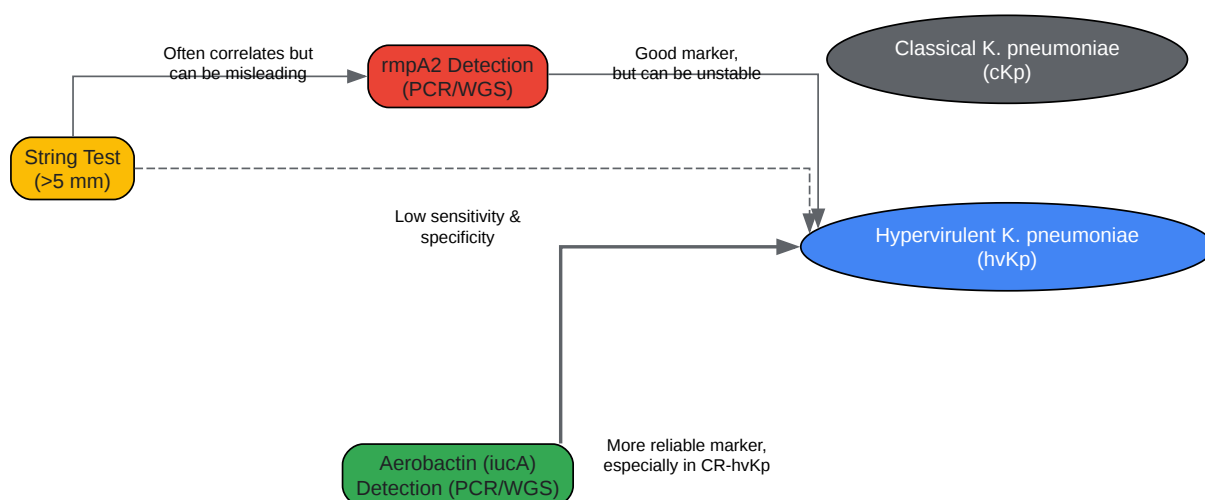 Often correlates but
can be misleading
rmpA2 Detection
(PCR/WGS)
Good marker,
but can be unstable
Classical K. pneumoniae
(cKp)
String Test
(>5 mm)
Low sensitivity &
specificity
Hypervirulent K. pneumoniae
(hvKp)
Aerobactin (iucA)
Detection (PCR/WGS)
More reliable marker,
especially in CR-hvKp